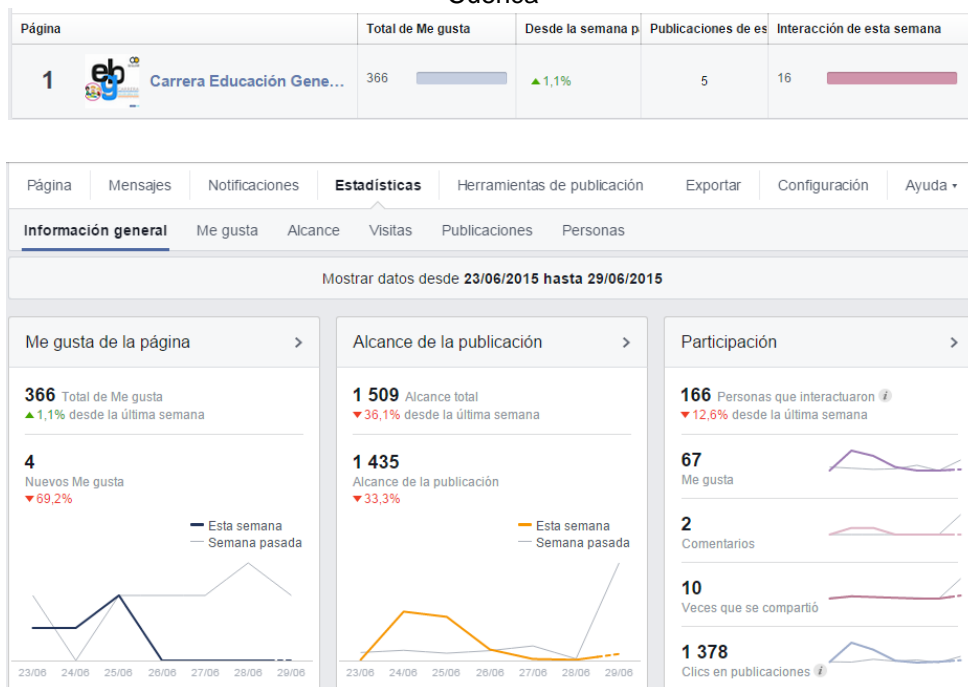 Cuenca
Página Total de Me gusta Desde la semana p Publicaciones de es Interacción de esta semana
1 ebg Carrera Educación Gene... 366 ▲1,1% 5 16
Página Mensajes Notificaciones Estadísticas Herramientas de publicación Exportar Configuración Ayuda
Información general Me gusta Alcance Visitas Publicaciones Personas
Mostrar datos desde 23/06/2015 hasta 29/06/2015
Me gusta de la página
366 Total de Me gusta
▲1,1% desde la última semana
4
Nuevos Me gusta
▼69,2%
Esta semana
Semana pasada
23/06 24/06 25/06 26/06 27/06 28/06 29/06
Alcance de la publicación
1 509 Alcance total
▼36,1% desde la última semana
1 435
Alcance de la publicación
▼33,3%
Esta semana
Semana pasada
23/06 24/06 25/06 26/06 27/06 28/06 29/06
Participación
166 Personas que interactuaron i
▼12,6% desde la última semana
67
Me gusta
2
Comentarios
10
Veces que se compartió
1 378
Clics en publicaciones i